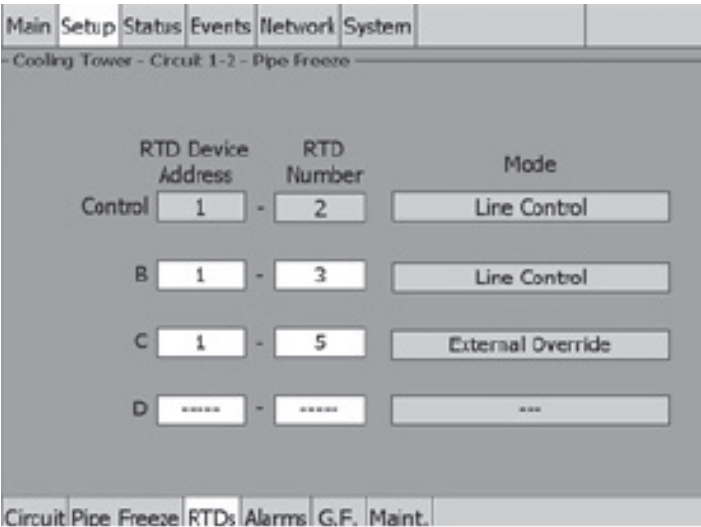 Main Setup Status Events Network System
Cooling Tower - Circuit 1-2 - Pipe Freeze
RTD Device Address RTD Number Mode
Control 1 - 2 Line Control
B 1 - 3 Line Control
C 1 - 5 External Override
D ----- - ----- ---
Circuit Pipe Freeze RTDs Alarms G.F. Maint.